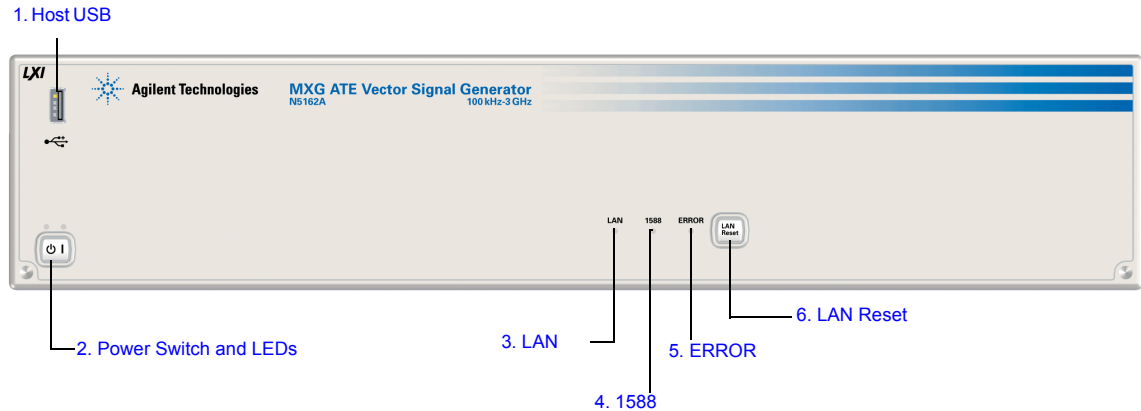 1. Host USB
LXI
Agilent Technologies
MXG ATE Vector Signal Generator
N5162A
100 kHz-3 GHz
LAN
1588
ERROR
LAN
Reset
2. Power Switch and LEDs
3. LAN
4. 1588
5. ERROR
6. LAN Reset